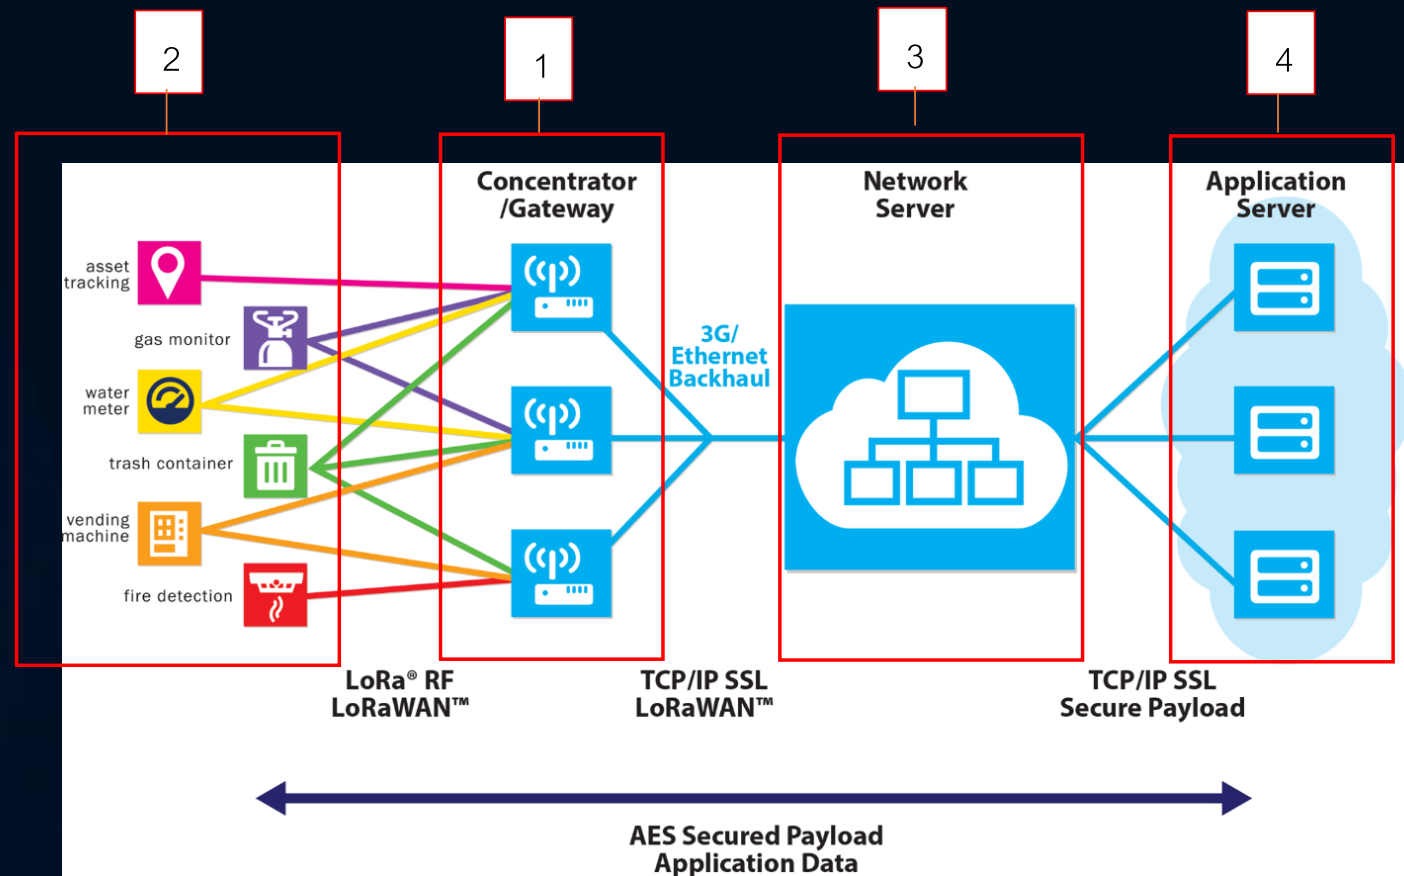 2
1
3
4
Concentrator
/Gateway
Network
Server
Application
Server
asset
tracking
gas monitor
water
meter
trash container
vending
machine
fire detection
3G/
Ethernet
Backhaul
LoRa® RF
LoRaWAN™
TCP/IP SSL
LoRaWAN™
TCP/IP SSL
Secure Payload
AES Secured Payload
Application Data